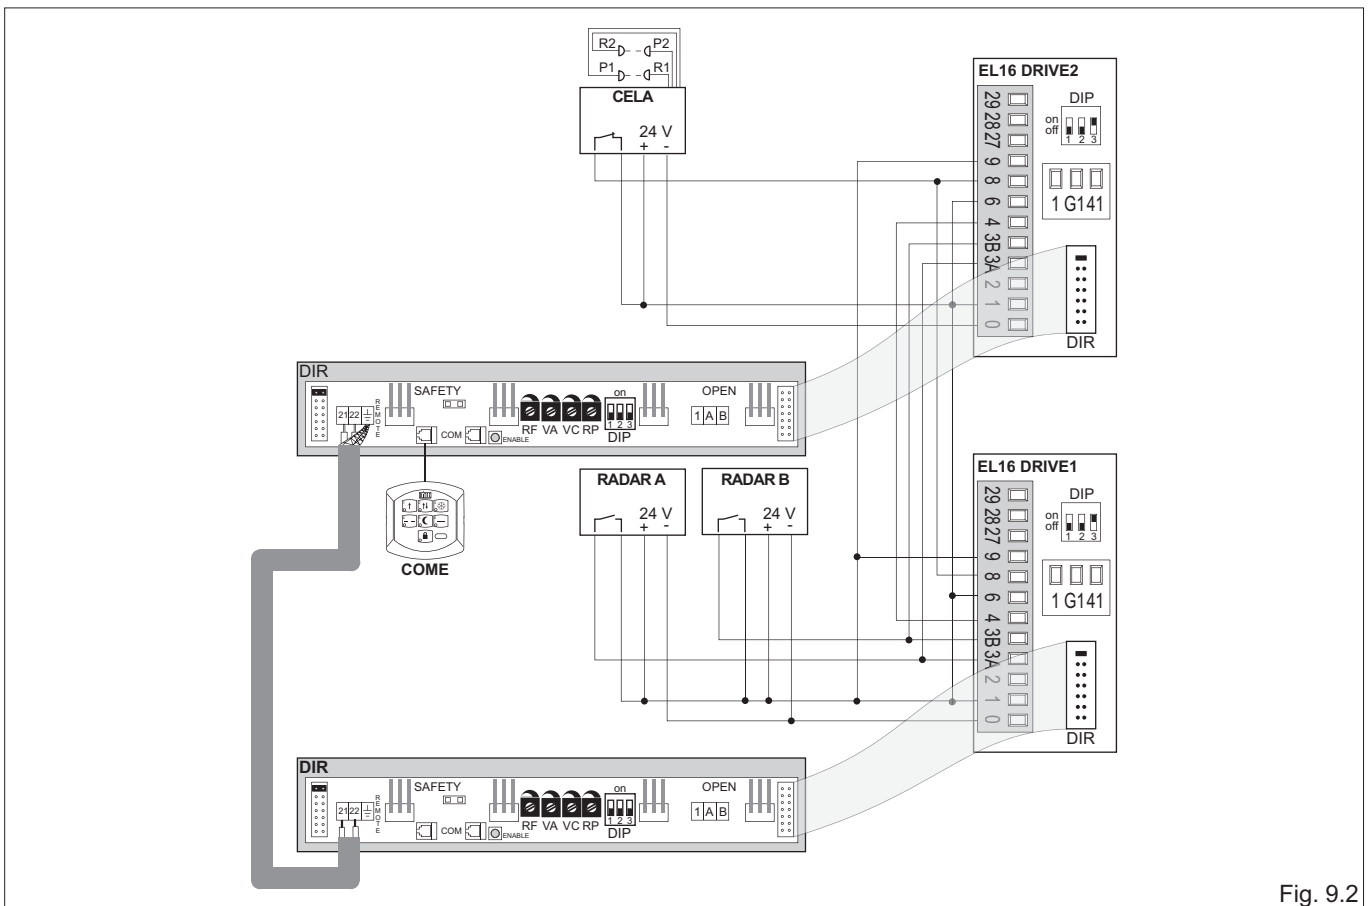 R2 P2
P1 R1
CELA
24 V
+ -
EL16 DRIVE2
29
28
27
9
8
6
4
3B
3A
2
1
0
DIP
on
off
1 2 3
1 G141
DIR
DIR
21 22
REMOTE
SAFETY
COM
ENABLE
RF VA VC RP
on
1 2 3
DIP
OPEN
1 A B
COME
RADAR A
24 V
+ -
RADAR B
24 V
+ -
EL16 DRIVE1
29
28
27
9
8
6
4
3B
3A
2
1
0
DIP
on
off
1 2 3
1 G141
DIR
DIR
21 22
REMOTE
SAFETY
COM
ENABLE
RF VA VC RP
on
1 2 3
DIP
OPEN
1 A B
Fig. 9.2